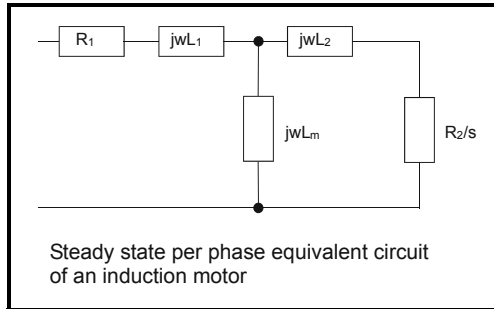 R₁ jwL₁ jwL₂
jwLₘ R₂/s
Steady state per phase equivalent circuit
of an induction motor